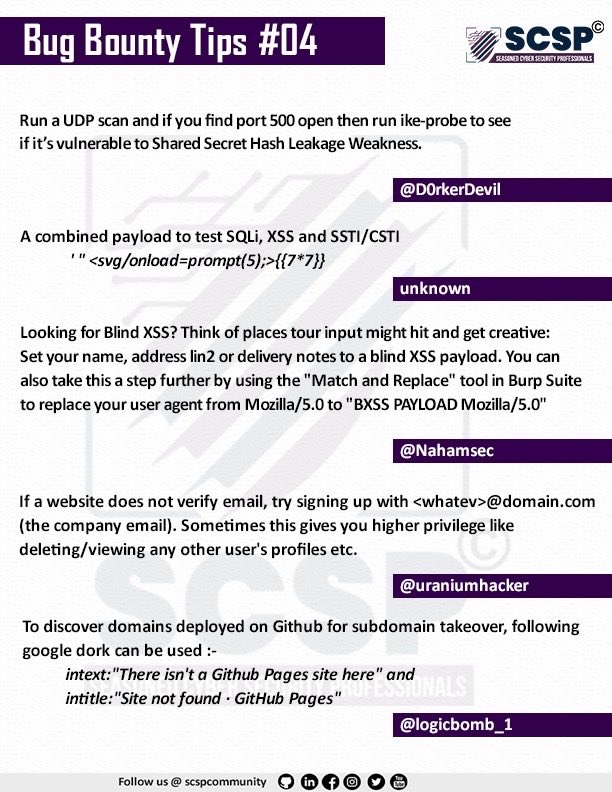 Bug Bounty Tips #04
SCSP©
SEASONED CYBER SECURITY PROFESSIONALS
Run a UDP scan and if you find port 500 open then run ike-probe to see
if it's vulnerable to Shared Secret Hash Leakage Weakness.
@D0rkerDevil
A combined payload to test SQLi, XSS and SSTI/CSTI
' " <svg/onload=prompt(5);>{{7*7}}
unknown
Looking for Blind XSS? Think of places tour input might hit and get creative:
Set your name, address lin2 or delivery notes to a blind XSS payload. You can
also take this a step further by using the "Match and Replace" tool in Burp Suite
to replace your user agent from Mozilla/5.0 to "BXSS PAYLOAD Mozilla/5.0"
@Nahamsec
If a website does not verify email, try signing up with <whatev>@domain.com
(the company email). Sometimes this gives you higher privilege like
deleting/viewing any other user's profiles etc.
@uraniumhacker
SCSP©
To discover domains deployed on Github for subdomain takeover, following
google dork can be used :-
intext:"There isn't a Github Pages site here" and
intitle:"Site not found · GitHub Pages"
SEASONED CYBER SECURITY PROFESSIONALS
@logicbomb_1
Follow us @ scspcommunity
You
Tube